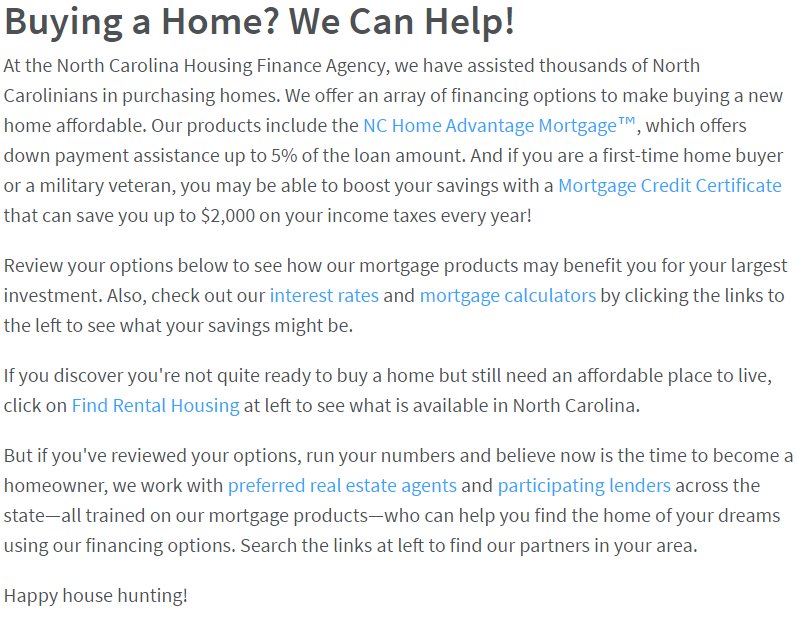 Buying a Home? We Can Help!
At the North Carolina Housing Finance Agency, we have assisted thousands of North
Carolinians in purchasing homes. We offer an array of financing options to make buying a new
home affordable. Our products include the NC Home Advantage Mortgage™, which offers
down payment assistance up to 5% of the loan amount. And if you are a first-time home buyer
or a military veteran, you may be able to boost your savings with a Mortgage Credit Certificate
that can save you up to $2,000 on your income taxes every year!
Review your options below to see how our mortgage products may benefit you for your largest
investment. Also, check out our interest rates and mortgage calculators by clicking the links to
the left to see what your savings might be.
If you discover you're not quite ready to buy a home but still need an affordable place to live,
click on Find Rental Housing at left to see what is available in North Carolina.
But if you've reviewed your options, run your numbers and believe now is the time to become a
homeowner, we work with preferred real estate agents and participating lenders across the
state—all trained on our mortgage products—who can help you find the home of your dreams
using our financing options. Search the links at left to find our partners in your area.
Happy house hunting!